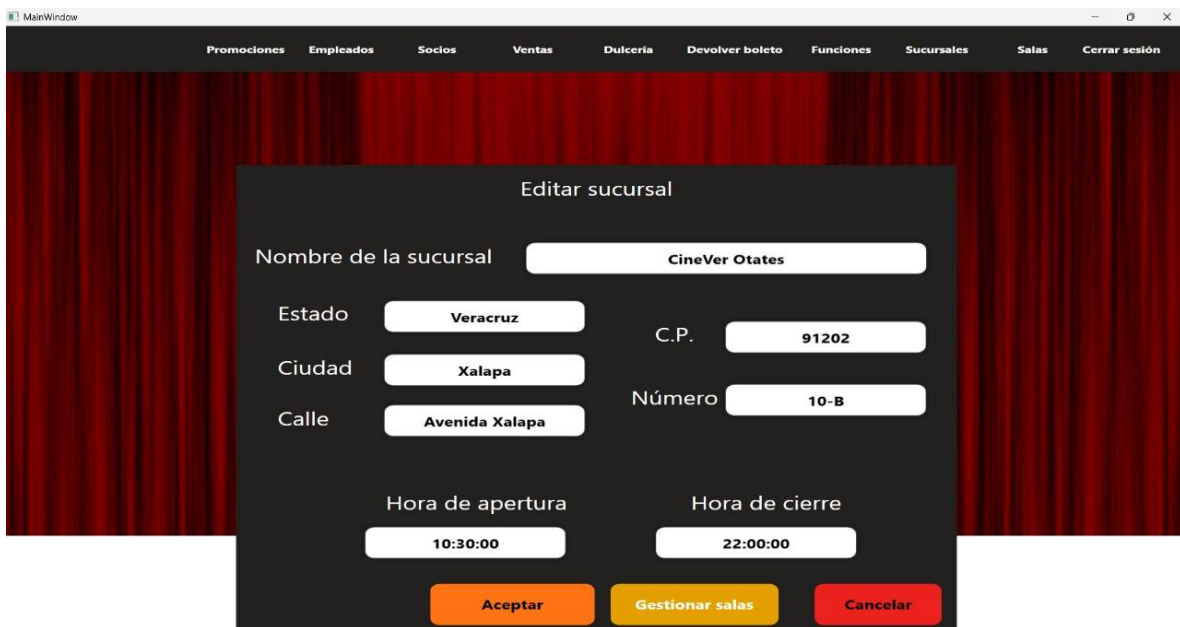 MainWindow
Promociones Empleados Socios Ventas Dulcería Devolver boleto Funciones Sucursales Salas Cerrar sesión
Editar sucursal
Nombre de la sucursal CineVer Otates
Estado Veracruz
C.P. 91202
Ciudad Xalapa
Número 10-B
Calle Avenida Xalapa
Hora de apertura Hora de cierre
10:30:00 22:00:00
Aceptar Gestionar salas Cancelar